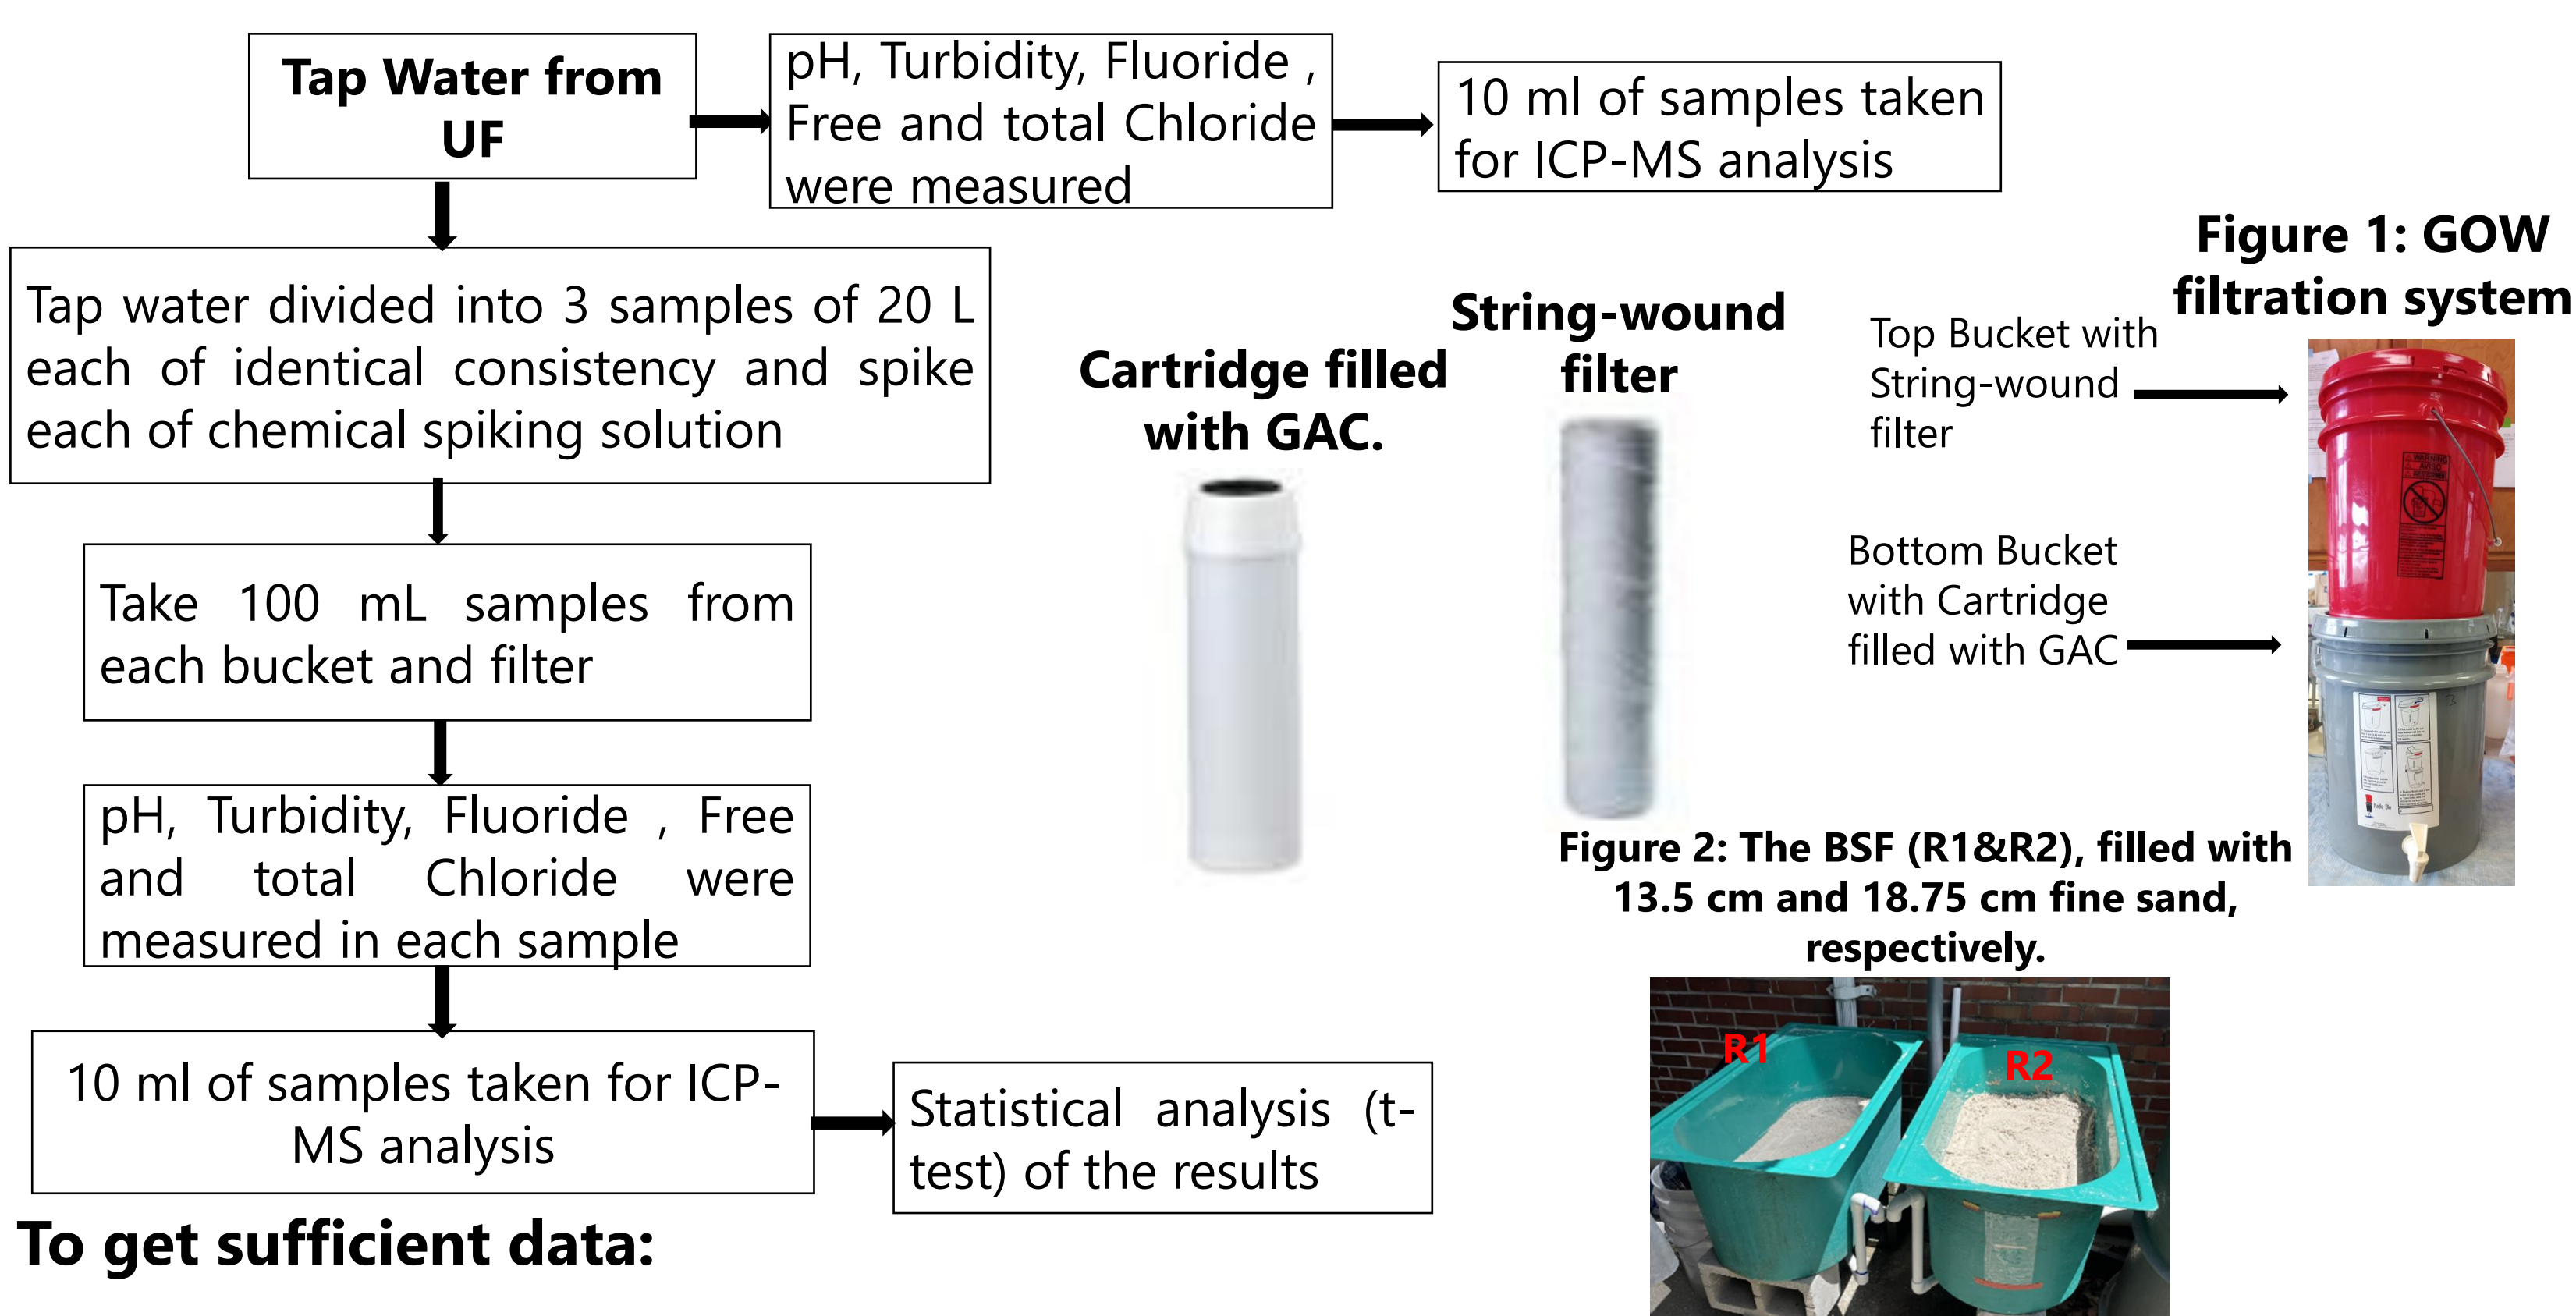 Tap Water from
UF
pH, Turbidity, Fluoride ,
Free and total Chloride
were measured
10 ml of samples taken
for ICP-MS analysis
Tap water divided into 3 samples of 20 L
each of identical consistency and spike
each of chemical spiking solution
Take 100 mL samples from
each bucket and filter
pH, Turbidity, Fluoride , Free
and total Chloride were
measured in each sample
10 ml of samples taken for ICP-
MS analysis
Statistical analysis (t-
test) of the results
To get sufficient data:
Cartridge filled
with GAC.
String-wound
filter
Figure 1: GOW
filtration system
Top Bucket with
String-wound
filter
Bottom Bucket
with Cartridge
filled with GAC
WARNING
Figure 2: The BSF (R1&R2), filled with
13.5 cm and 18.75 cm fine sand,
respectively.
R1
R2